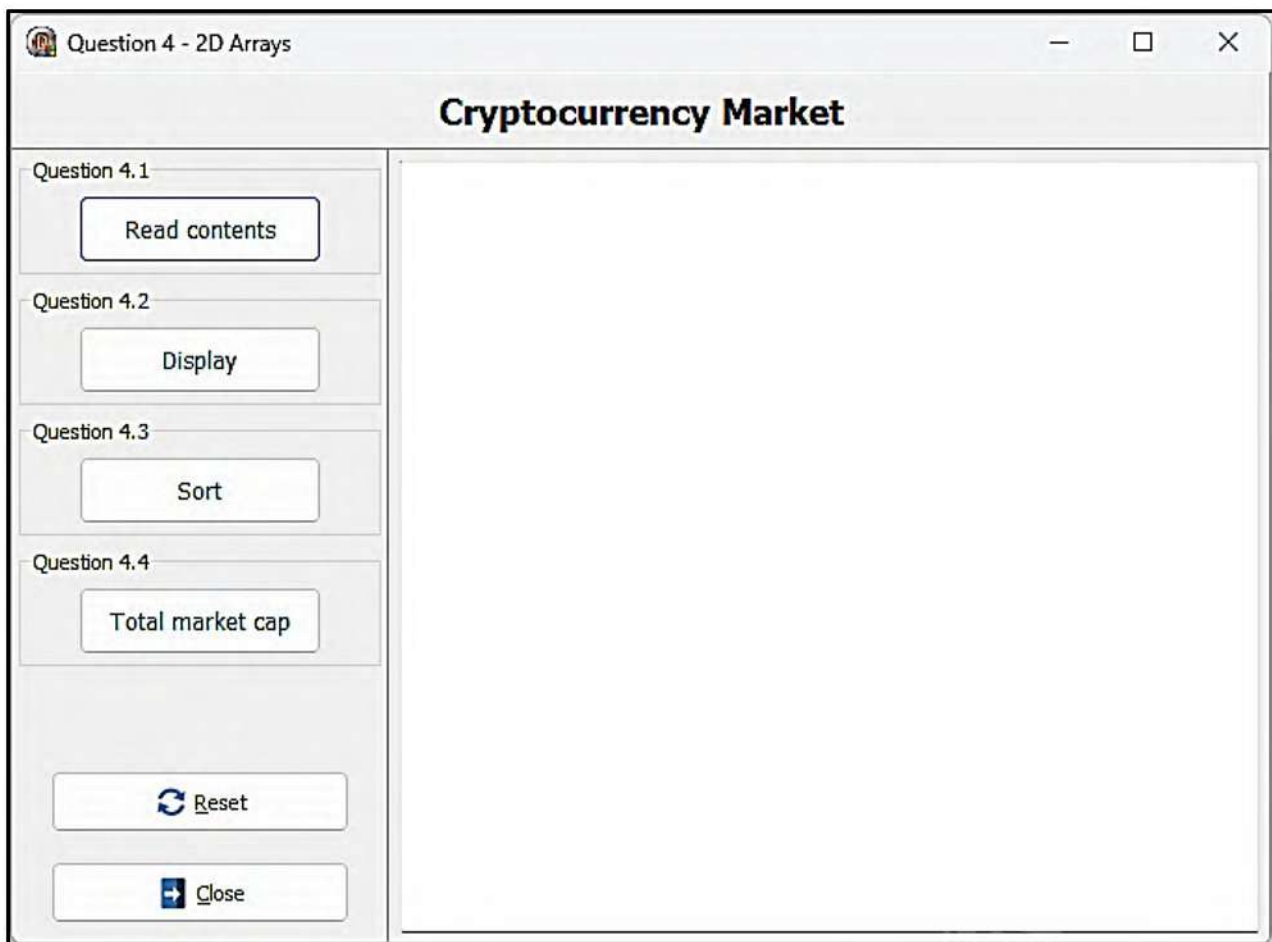 Question 4 - 2D Arrays
Cryptocurrency Market
Question 4.1
Read contents
Question 4.2
Display
Question 4.3
Sort
Question 4.4
Total market cap
Reset
Close